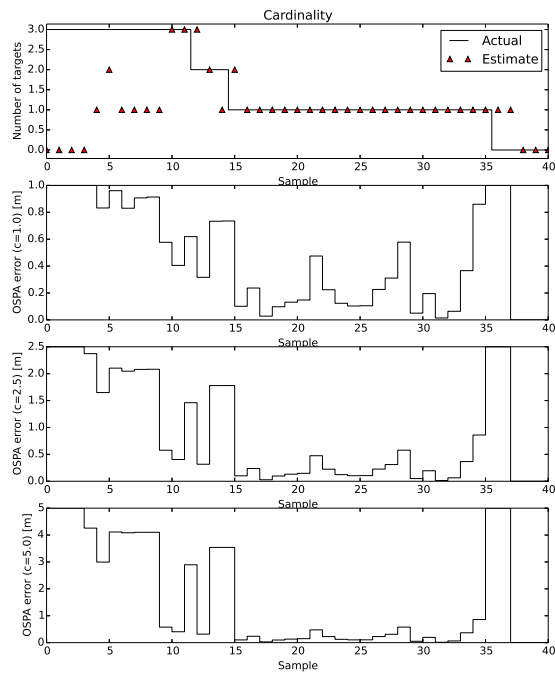 Cardinality
Number of targets
3.0
2.5
2.0
1.5
1.0
0.5
0.0
Actual
Estimate
0 5 10 15 20 25 30 35 40
Sample
OSPA error (c=1.0) [m]
1.0
0.8
0.6
0.4
0.2
0.0
0 5 10 15 20 25 30 35 40
Sample
OSPA error (c=2.5) [m]
2.5
2.0
1.5
1.0
0.5
0.0
0 5 10 15 20 25 30 35 40
Sample
OSPA error (c=5.0) [m]
5
4
3
2
1
0
0 5 10 15 20 25 30 35 40
Sample